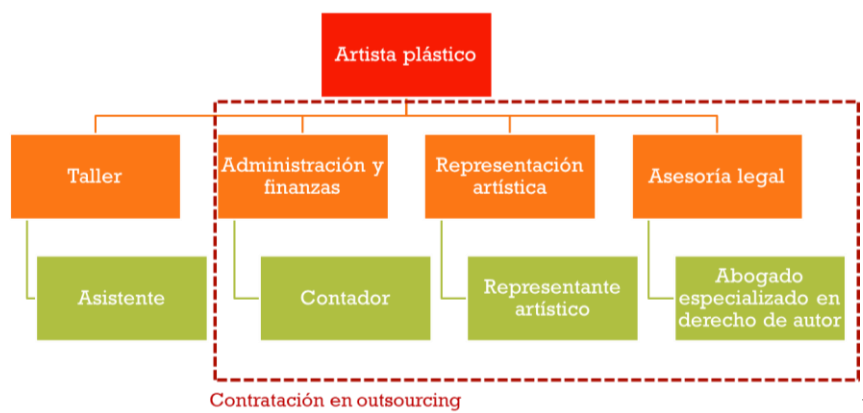 Artista plástico
Taller
Administración y
finanzas
Representación
artística
Asesoría legal
Asistente
Contador
Representante
artístico
Abogado
especializado en
derecho de autor
Contratación en outsourcing